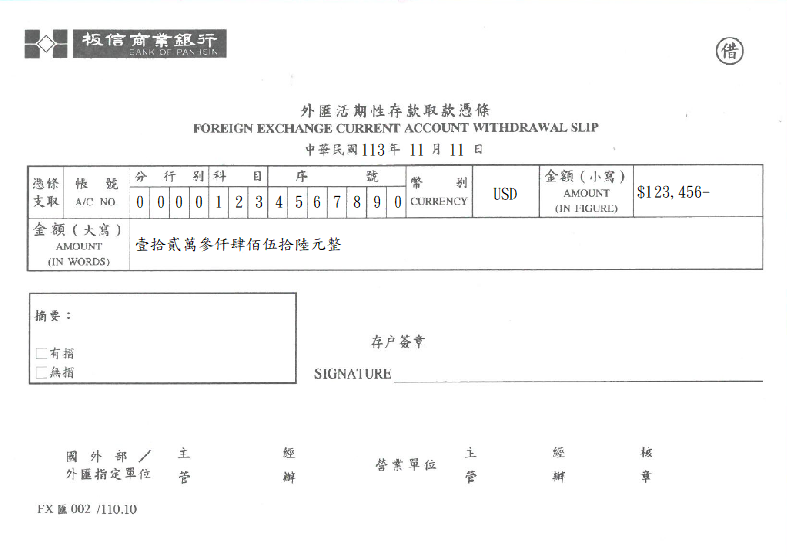 板信商業銀行
BANK OF PANHSIN
借
外匯活期性存款取款憑條
FOREIGN EXCHANGE CURRENT ACCOUNT WITHDRAWAL SLIP
中華民國 113 年 11 月 11 日
憑條支取 帳號 A/C NO 分行別 科目 序號 幣別 CURRENCY USD 金額(小寫) AMOUNT (IN FIGURE) $123,456-
0 0 0 0 1 2 3 4 5 6 7 8 9 0
金額(大寫) AMOUNT (IN WORDS) 壹拾貳萬參仟肆佰伍拾陸元整
摘要:
□有摺
□無摺
存戶簽章
SIGNATURE
國外部/ 主 經 主 經 核
外匯指定單位 管 辦 營業單位 管 辦 章
FX 匯 002 /110.10